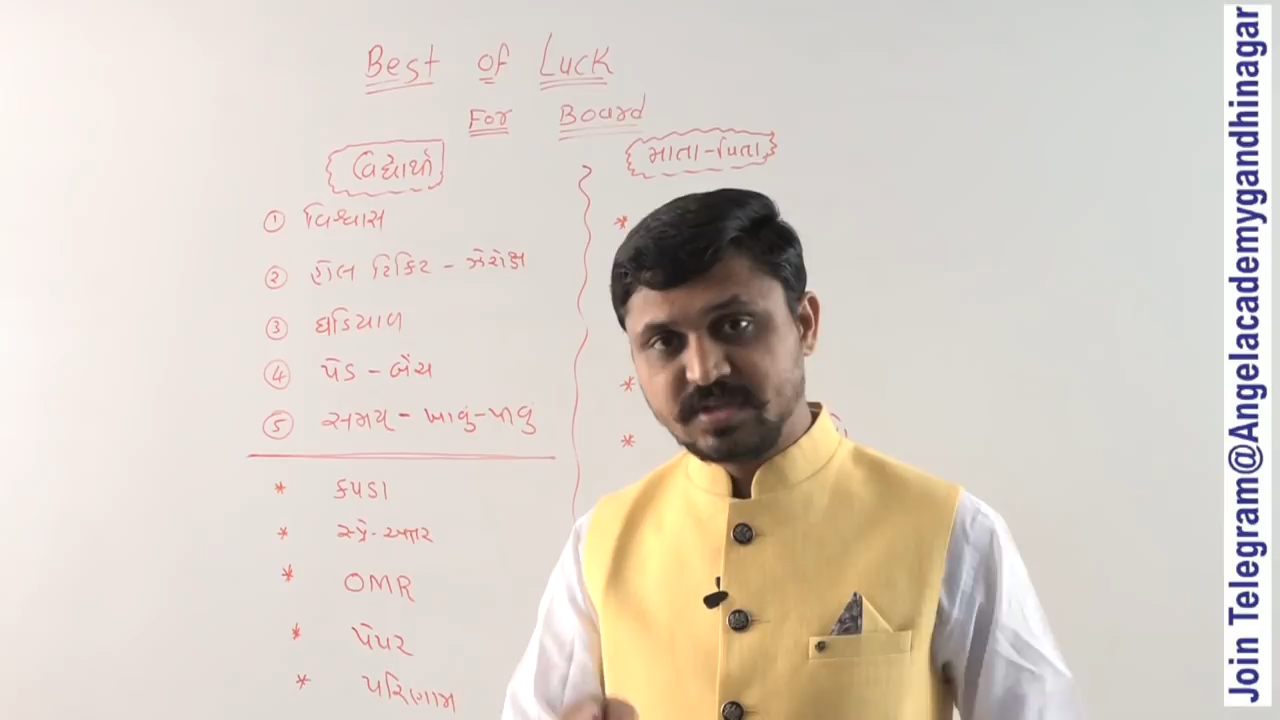 Best of Luck
For Board
વિદ્યાર્થી
① વિશ્વાસ
② હોલ ટિકિટ - ઝેરોક્ષ
③ ઘડિયાળ
④ પેડ - બેંચ
⑤ સમય - ખાવું - પીવું
* કપડા
* સ્પ્રે - અત્તર
* OMR
* પેપર
* પરિણામ
માતા - પિતા
*
*
*
Join Telegram@Angelacademygandhinagar